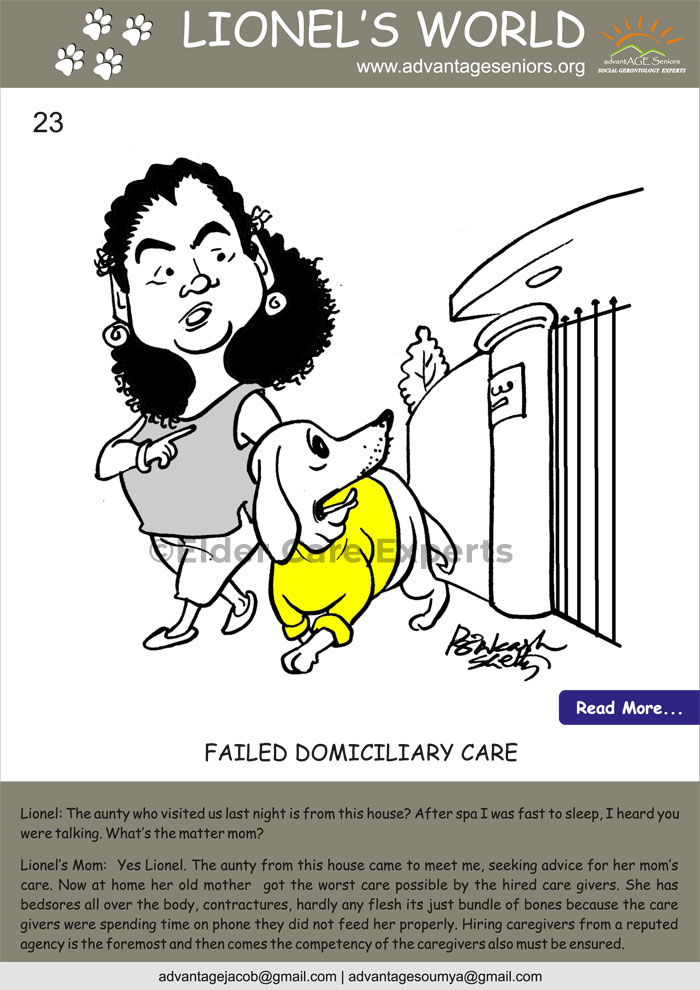 LIONEL'S WORLD
www.advantageseniors.org
advantAGE Seniors
SOCIAL GERONTOLOGY EXPERTS
23
31
©Elder Care Experts
Prakash
Shetty
Read More...
FAILED DOMICILIARY CARE
Lionel: The aunty who visited us last night is from this house? After spa I was fast to sleep, I heard you
were talking. What's the matter mom?
Lionel's Mom: Yes Lionel. The aunty from this house came to meet me, seeking advice for her mom's
care. Now at home her old mother got the worst care possible by the hired care givers. She has
bedsores all over the body, contractures, hardly any flesh its just bundle of bones because the care
givers were spending time on phone they did not feed her properly. Hiring caregivers from a reputed
agency is the foremost and then comes the competency of the caregivers also must be ensured.
advantagejacob@gmail.com | advantagesoumya@gmail.com